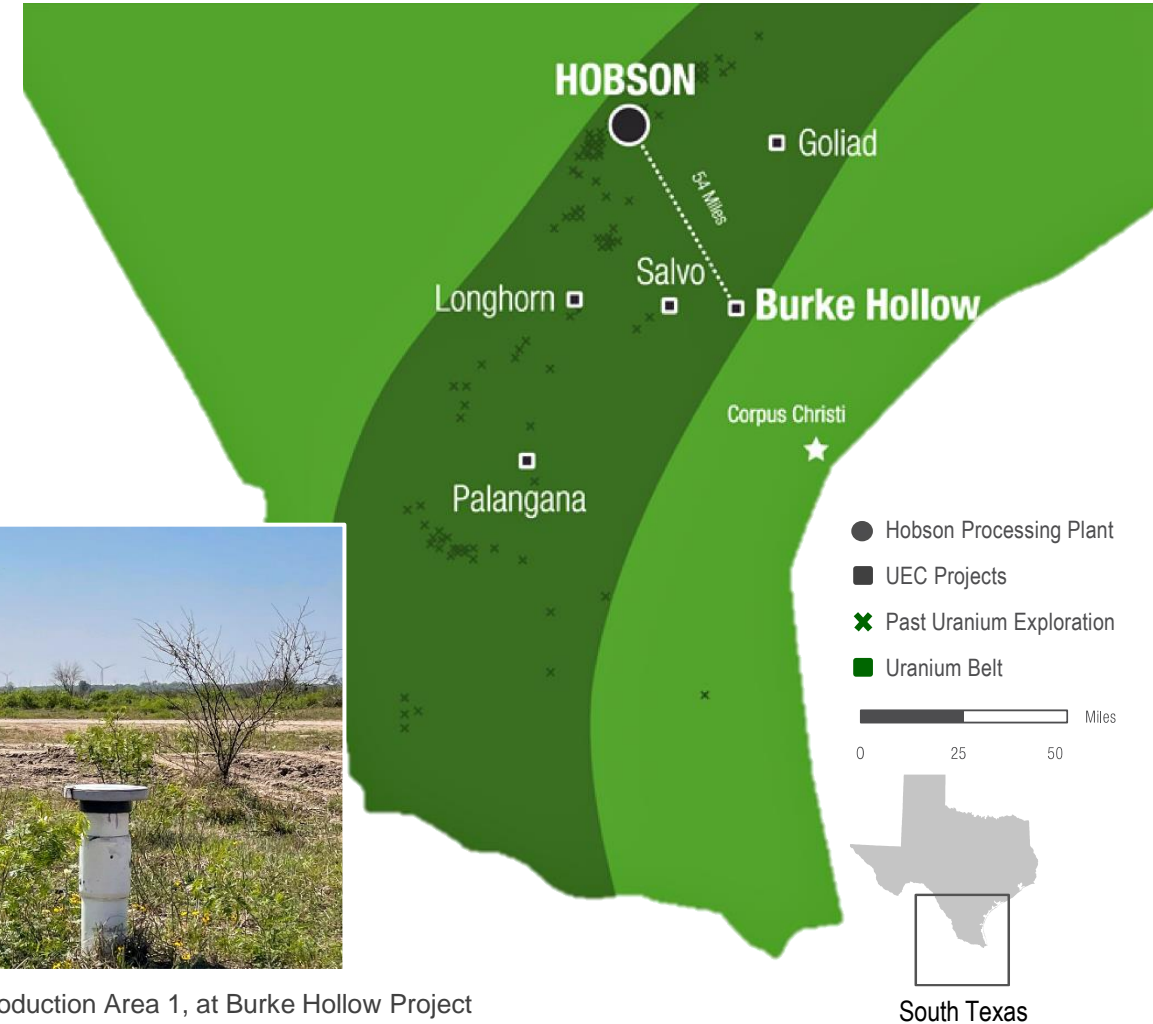 HOBSON
Goliad
54 Miles
Salvo
Longhorn
Burke Hollow
Corpus Christi
Palangana
Hobson Processing Plant
UEC Projects
Past Uranium Exploration
Uranium Belt
Miles
0 25 50
South Texas
oduction Area 1, at Burke Hollow Project